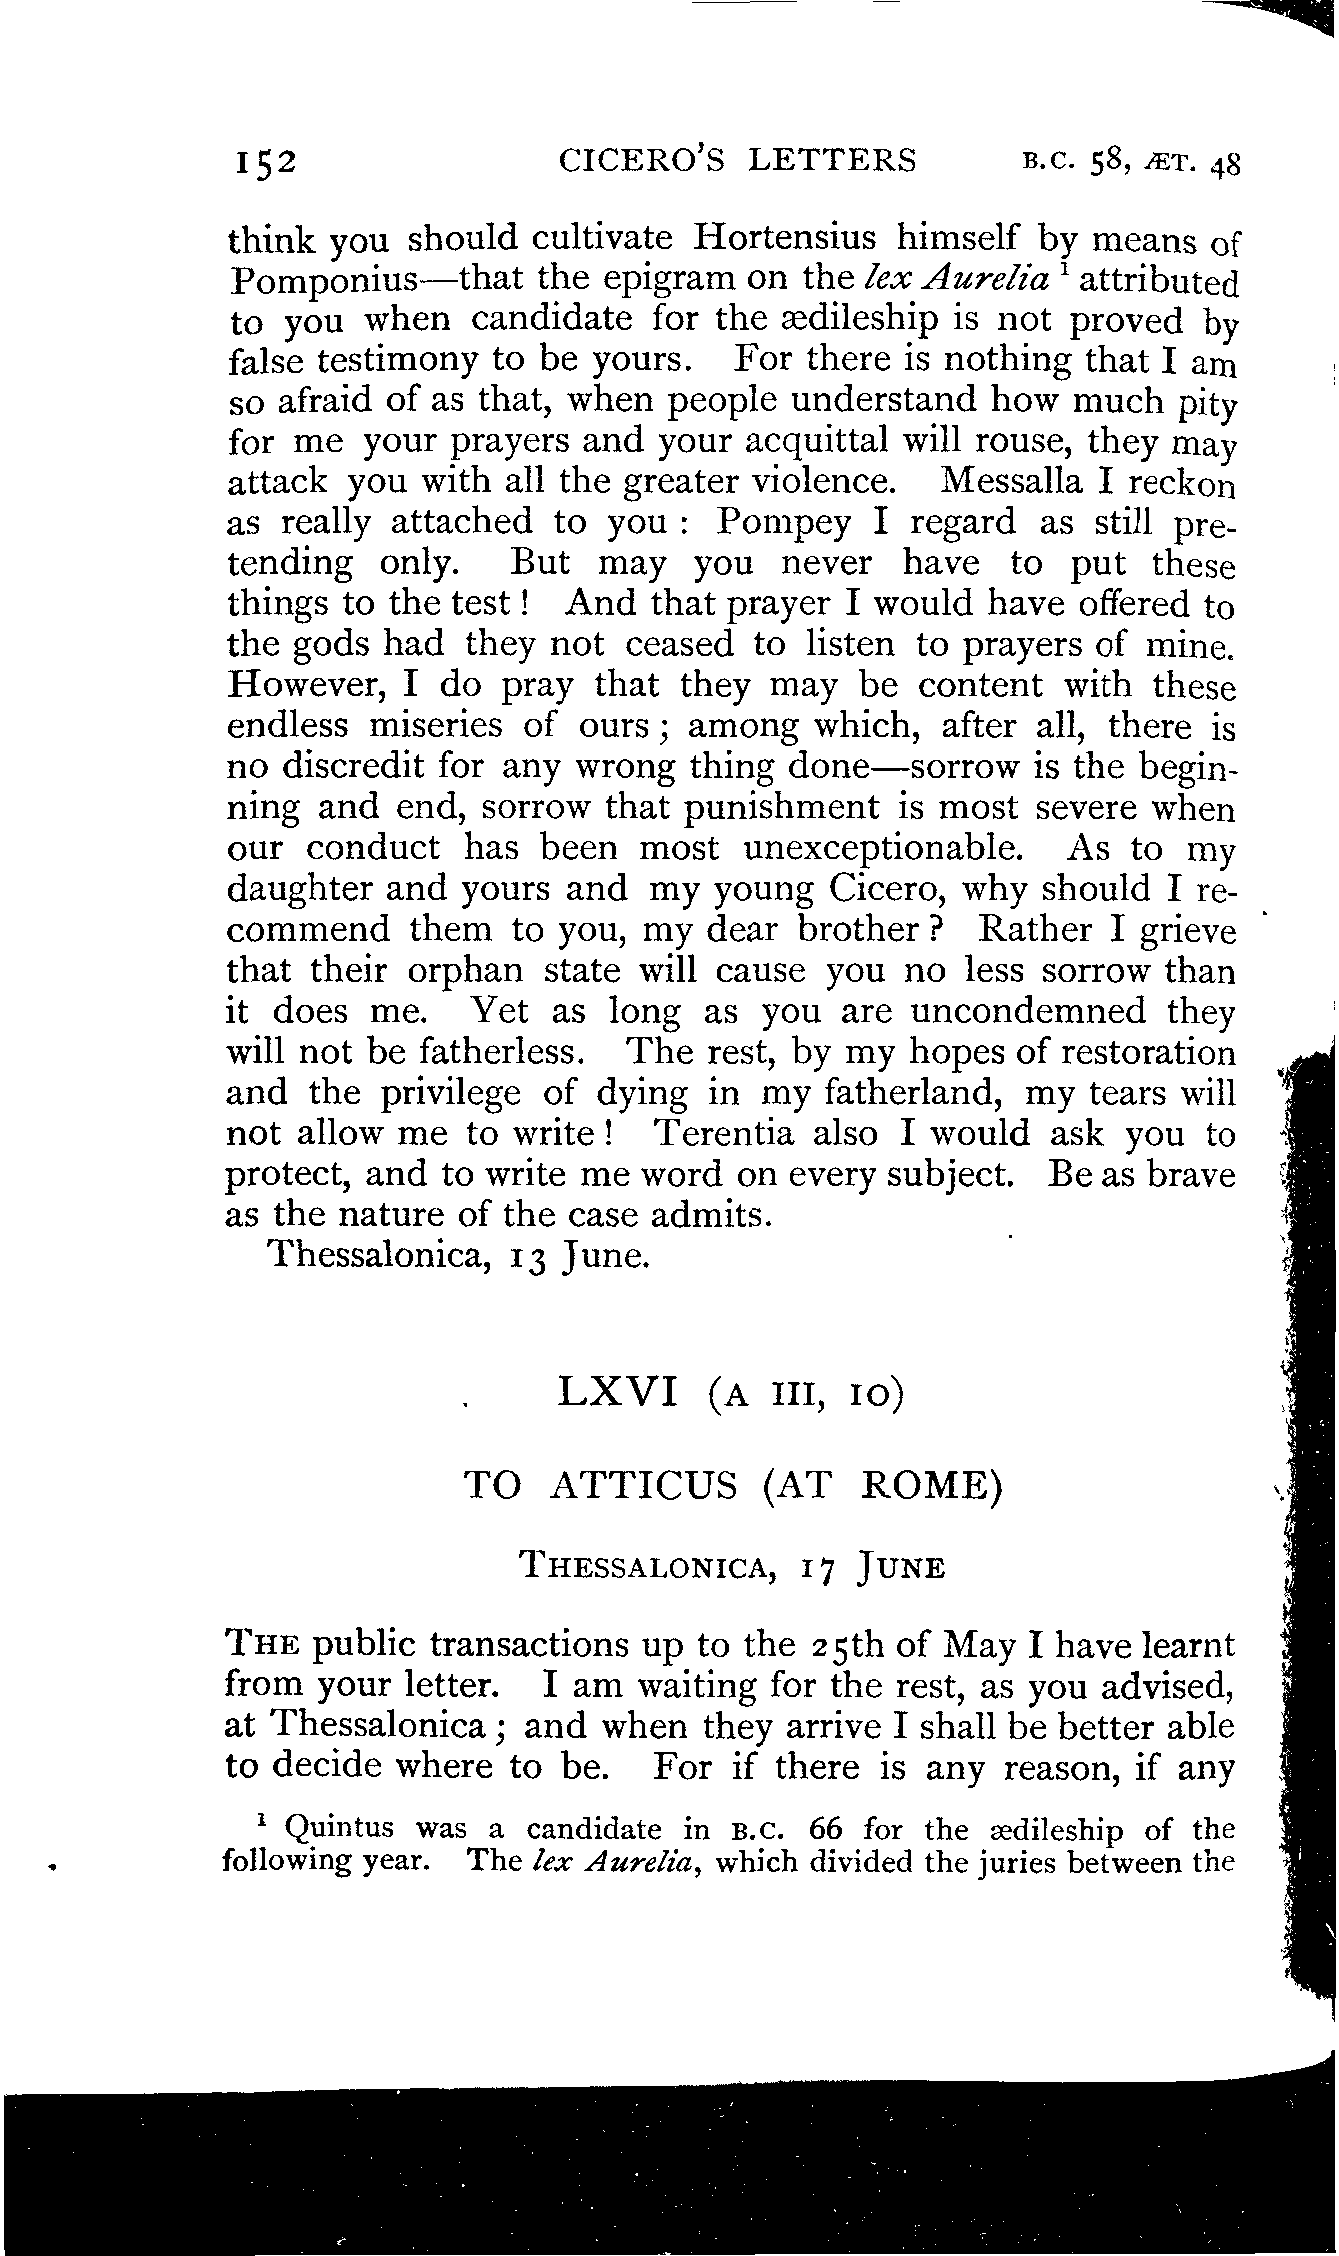 152 CICERO'S LETTERS B.C. 58, ÆT. 48
think you should cultivate Hortensius himself by means of
Pomponius—that the epigram on the lex Aurelia ¹ attributed
to you when candidate for the ædileship is not proved by
false testimony to be yours. For there is nothing that I am
so afraid of as that, when people understand how much pity
for me your prayers and your acquittal will rouse, they may
attack you with all the greater violence. Messalla I reckon
as really attached to you : Pompey I regard as still pre-
tending only. But may you never have to put these
things to the test ! And that prayer I would have offered to
the gods had they not ceased to listen to prayers of mine.
However, I do pray that they may be content with these
endless miseries of ours ; among which, after all, there is
no discredit for any wrong thing done—sorrow is the begin-
ning and end, sorrow that punishment is most severe when
our conduct has been most unexceptionable. As to my
daughter and yours and my young Cicero, why should I re-
commend them to you, my dear brother ? Rather I grieve
that their orphan state will cause you no less sorrow than
it does me. Yet as long as you are uncondemned they
will not be fatherless. The rest, by my hopes of restoration
and the privilege of dying in my fatherland, my tears will
not allow me to write ! Terentia also I would ask you to
protect, and to write me word on every subject. Be as brave
as the nature of the case admits.
Thessalonica, 13 June.
LXVI (A III, 10)
TO ATTICUS (AT ROME)
THESSALONICA, 17 JUNE
THE public transactions up to the 25th of May I have learnt
from your letter. I am waiting for the rest, as you advised,
at Thessalonica ; and when they arrive I shall be better able
to decide where to be. For if there is any reason, if any
¹ Quintus was a candidate in B.C. 66 for the ædileship of the
following year. The lex Aurelia, which divided the juries between the